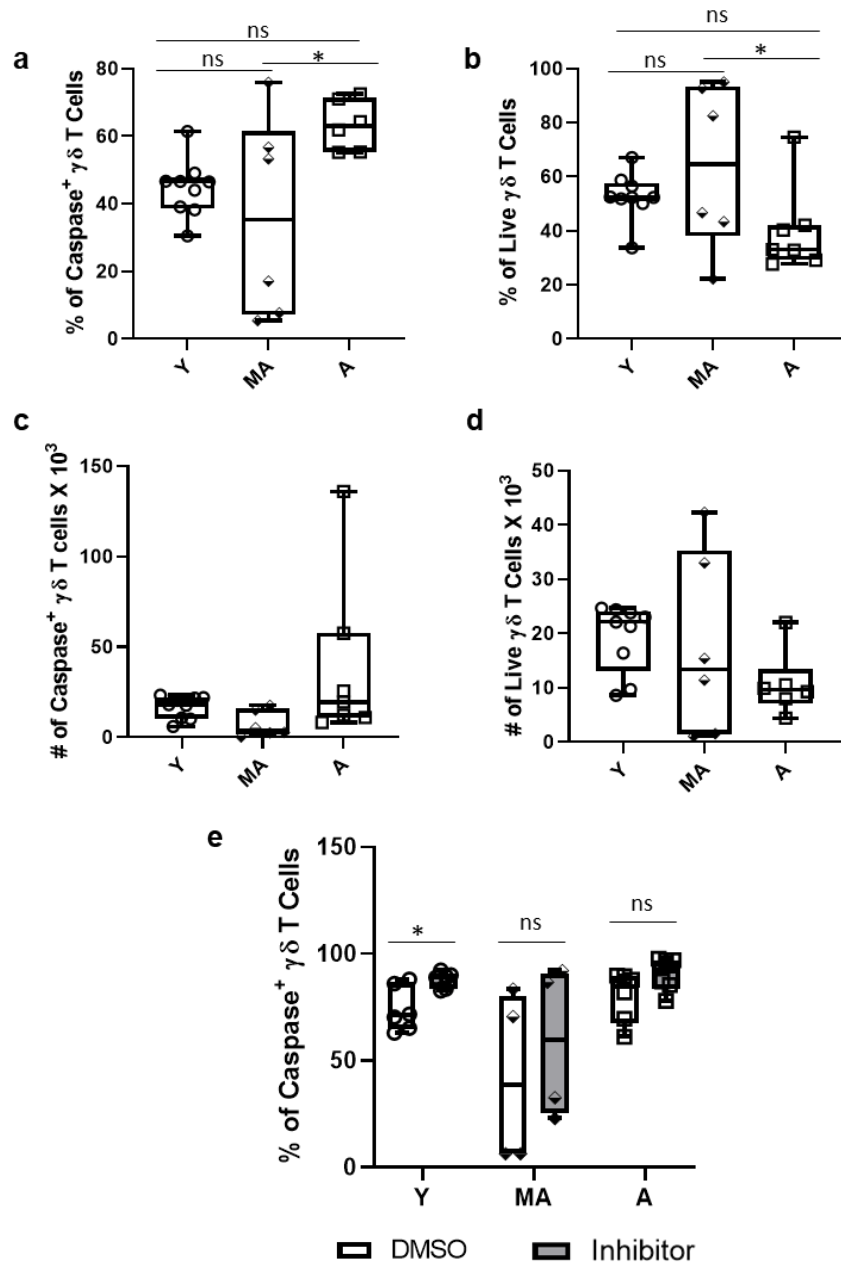 a
ns
ns
*
% of Caspase⁺ γδ T Cells
80
60
40
20
0
Y
MA
A
b
ns
ns
*
% of Live γδ T Cells
100
80
60
40
20
0
Y
MA
A
c
# of Caspase⁺ γδ T cells X 10³
150
100
50
0
Y
MA
A
d
# of Live γδ T Cells X 10³
50
40
30
20
10
0
Y
MA
A
e
% of Caspase⁺ γδ T Cells
150
100
50
0
*
ns
ns
Y
MA
A
DMSO
Inhibitor